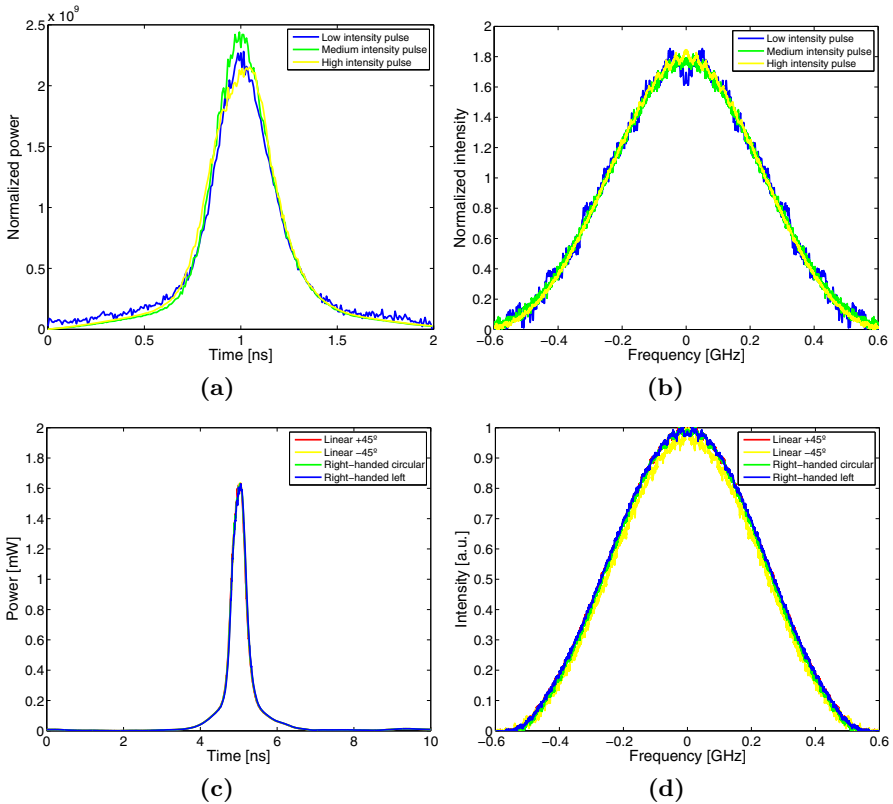 x 10^9
2.5
2
1.5
1
0.5
0
0 0.5 1 1.5 2
Normalized power
Time [ns]
Low intensity pulse
Medium intensity pulse
High intensity pulse
(a)
2
1.8
1.6
1.4
1.2
1
0.8
0.6
0.4
0.2
0
−0.6 −0.4 −0.2 0 0.2 0.4 0.6
Normalized intensity
Frequency [GHz]
Low intensity pulse
Medium intensity pulse
High intensity pulse
(b)
2
1.8
1.6
1.4
1.2
1
0.8
0.6
0.4
0.2
0
0 2 4 6 8 10
Power [mW]
Time [ns]
Linear +45º
Linear −45º
Right−handed circular
Right−handed left
(c)
1
0.9
0.8
0.7
0.6
0.5
0.4
0.3
0.2
0.1
0
−0.6 −0.4 −0.2 0 0.2 0.4 0.6
Intensity [a.u.]
Frequency [GHz]
Linear +45º
Linear −45º
Right−handed circular
Right−handed left
(d)